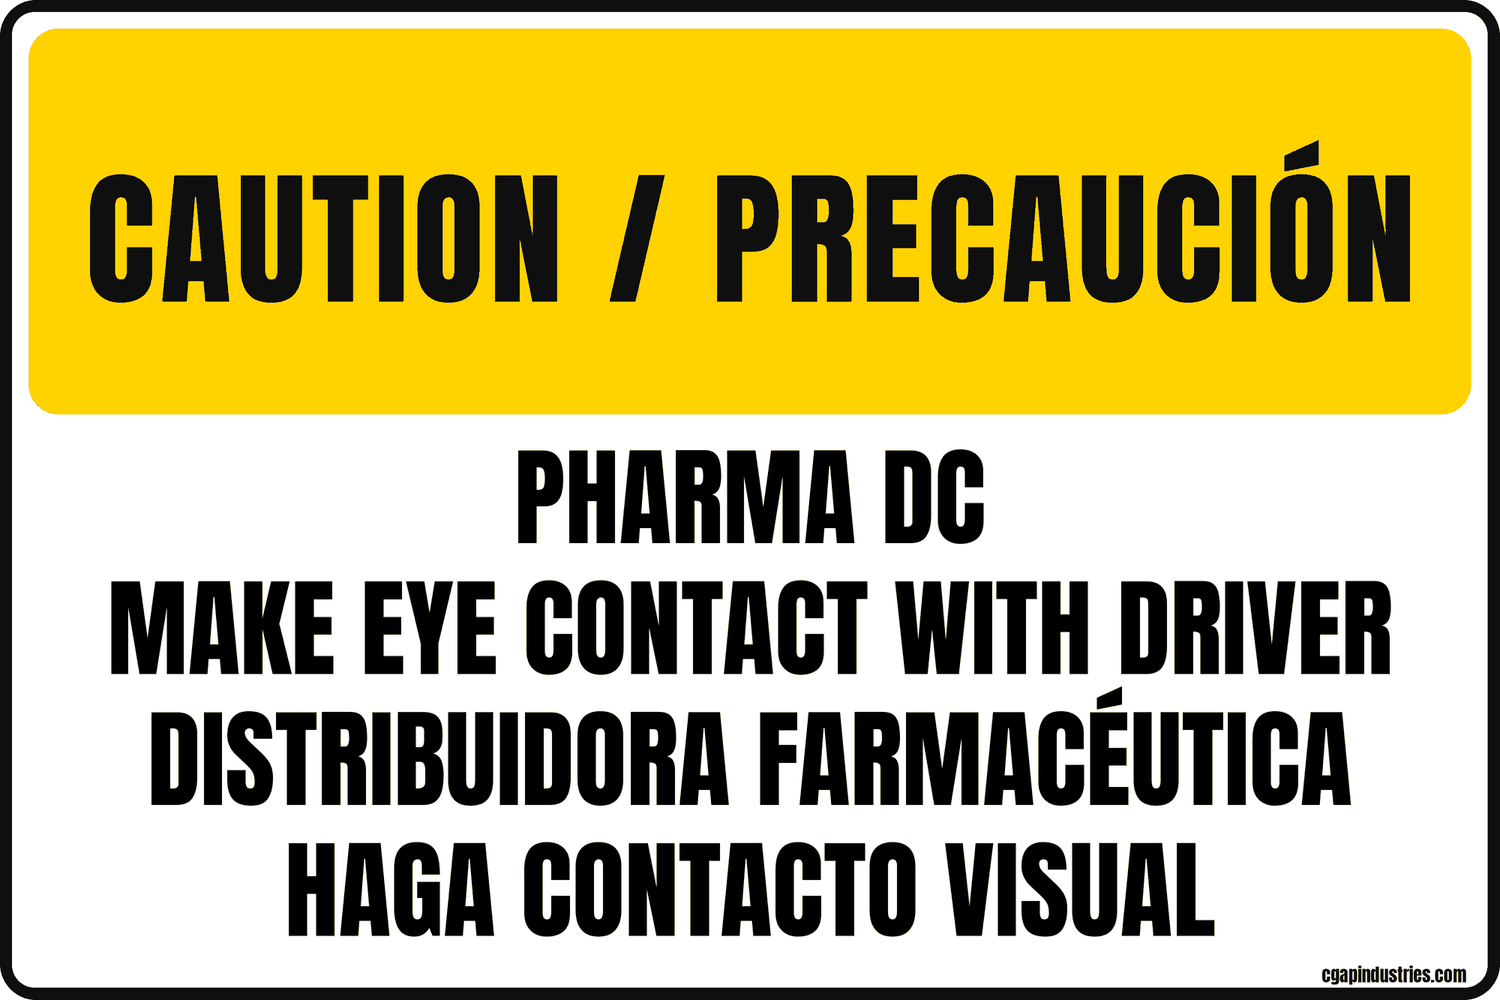 CAUTION / PRECAUCIÓN
PHARMA DC
MAKE EYE CONTACT WITH DRIVER
DISTRIBUIDORA FARMACÉUTICA
HAGA CONTACTO VISUAL
cgapindustries.com